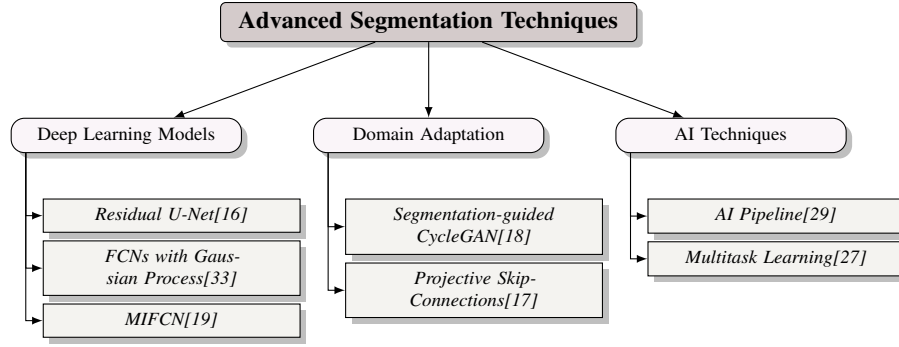 Advanced Segmentation Techniques
Deep Learning Models
Domain Adaptation
AI Techniques
Residual U-Net[16]
FCNs with Gaus-
sian Process[33]
MIFCN[19]
Segmentation-guided
CycleGAN[18]
Projective Skip-
Connections[17]
AI Pipeline[29]
Multitask Learning[27]